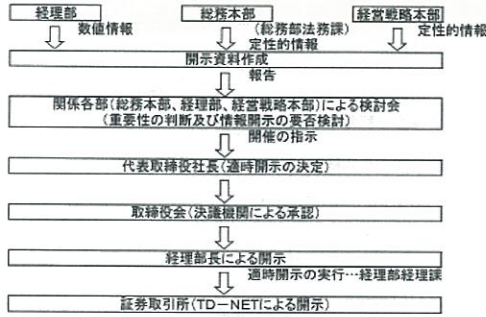 経理部 総務本部 経営戦略本部
数値情報 (総務部法務課) 定性的情報
定性的情報
開示資料作成
報告
関係各部(総務本部、経理部、経営戦略本部)による検討会
(重要性の判断及び情報開示の要否検討)
開催の指示
代表取締役社長(適時開示の決定)
取締役会(決議機関による承認)
経理部長による開示
適時開示の実行…経理部経理課
証券取引所(TD-NETによる開示)